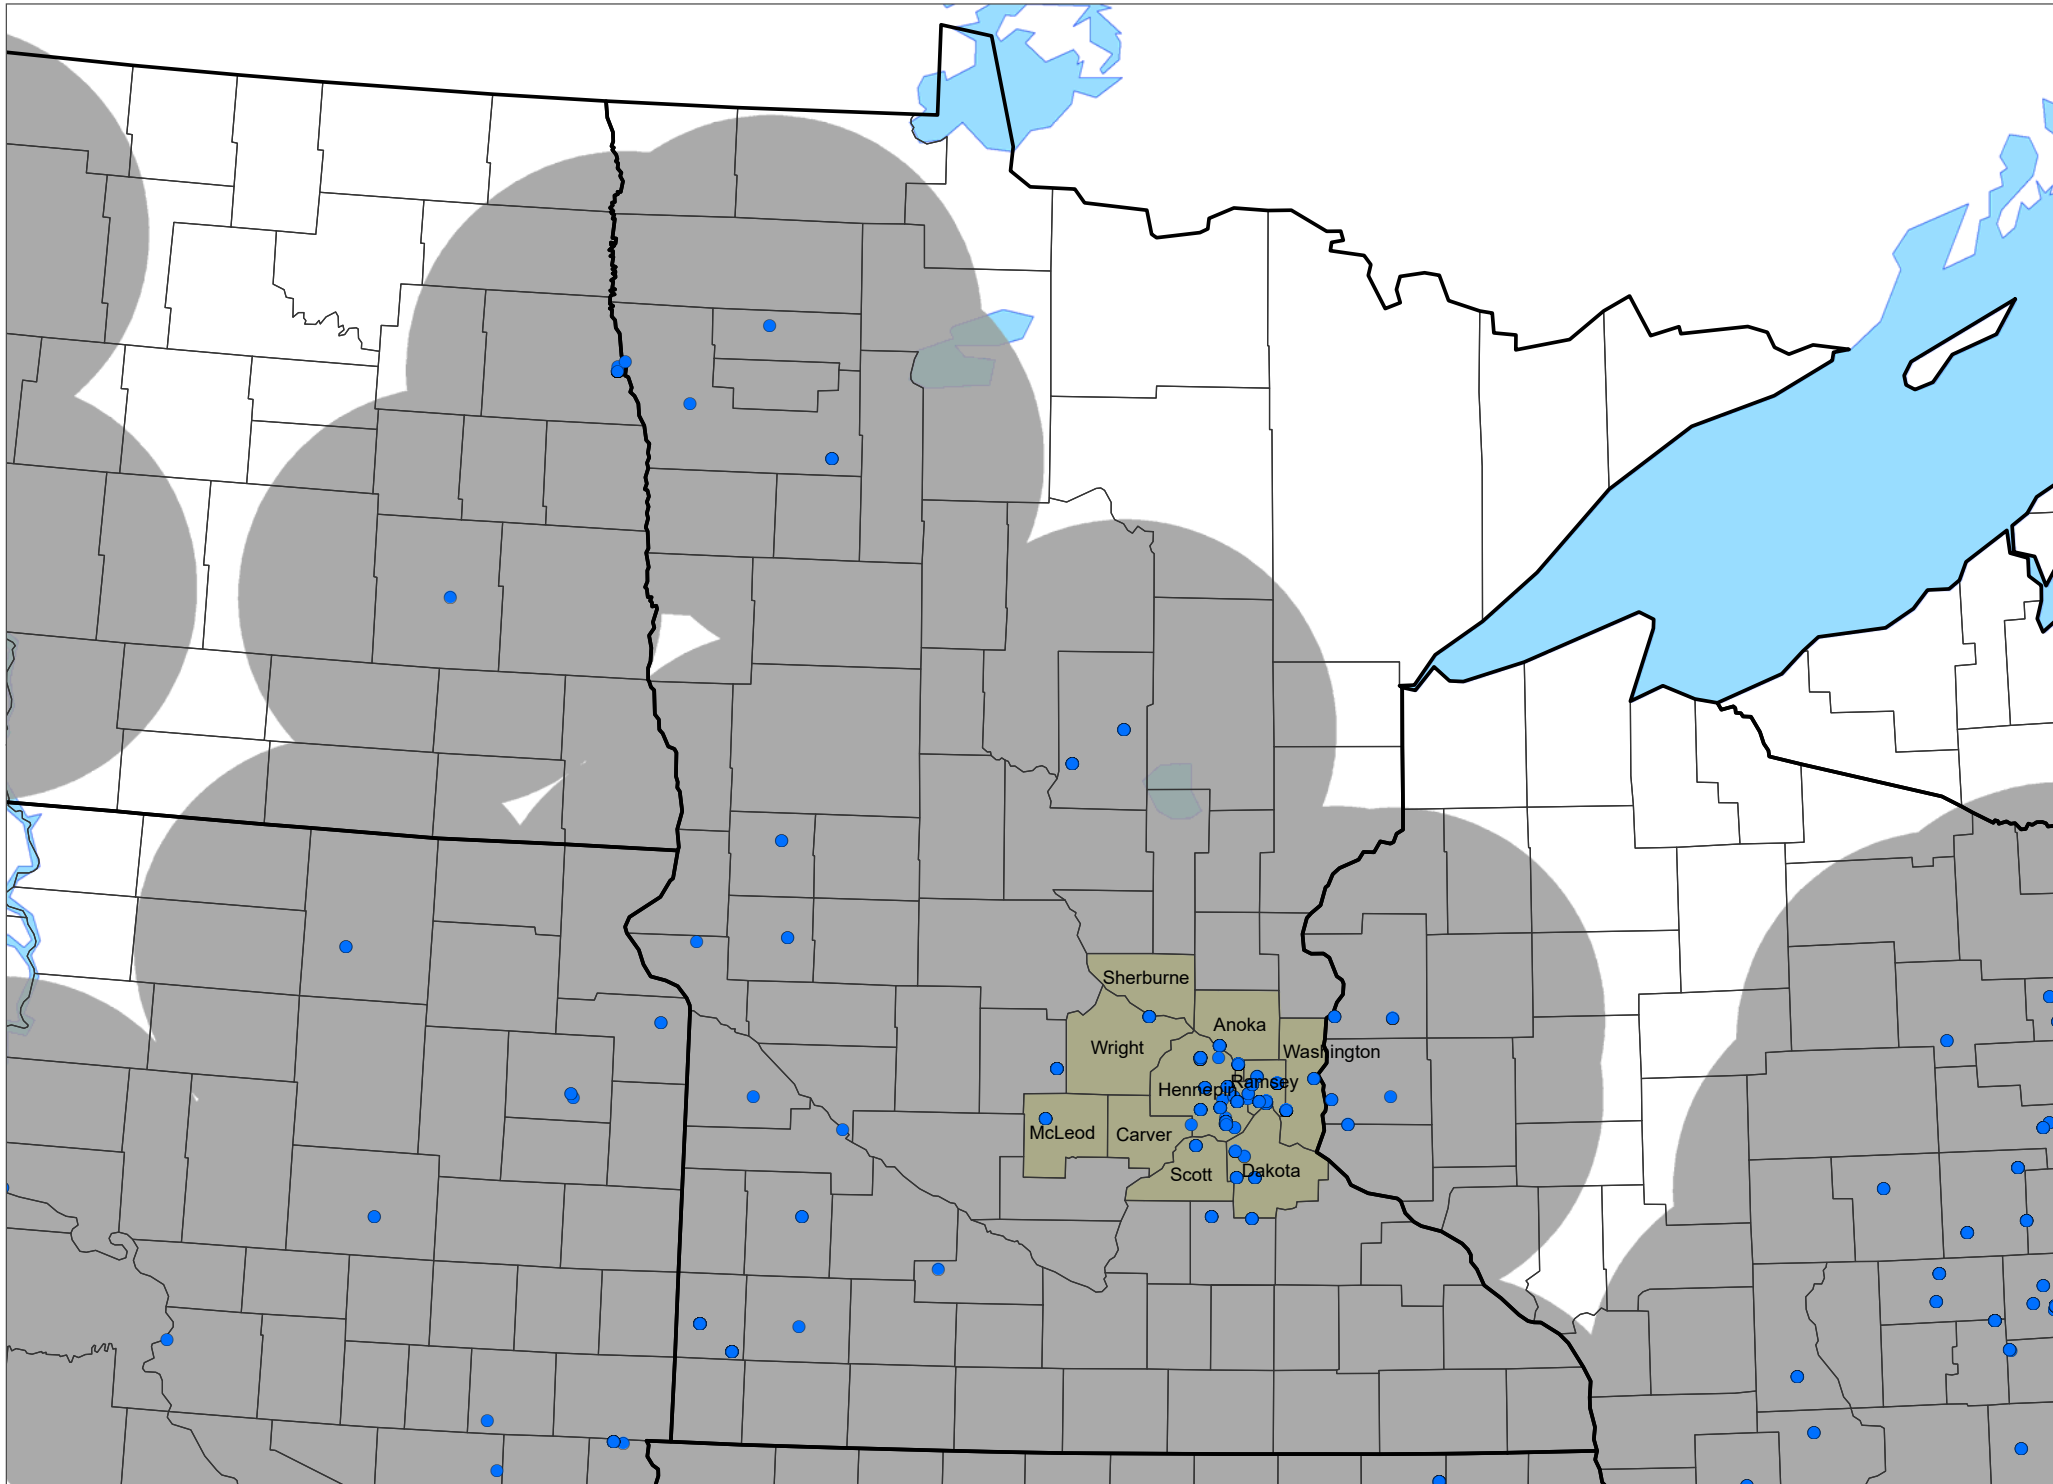 Sherburne
Anoka
Wright
Washington
Ramsey
Hennepin
McLeod
Carver
Scott
Dakota